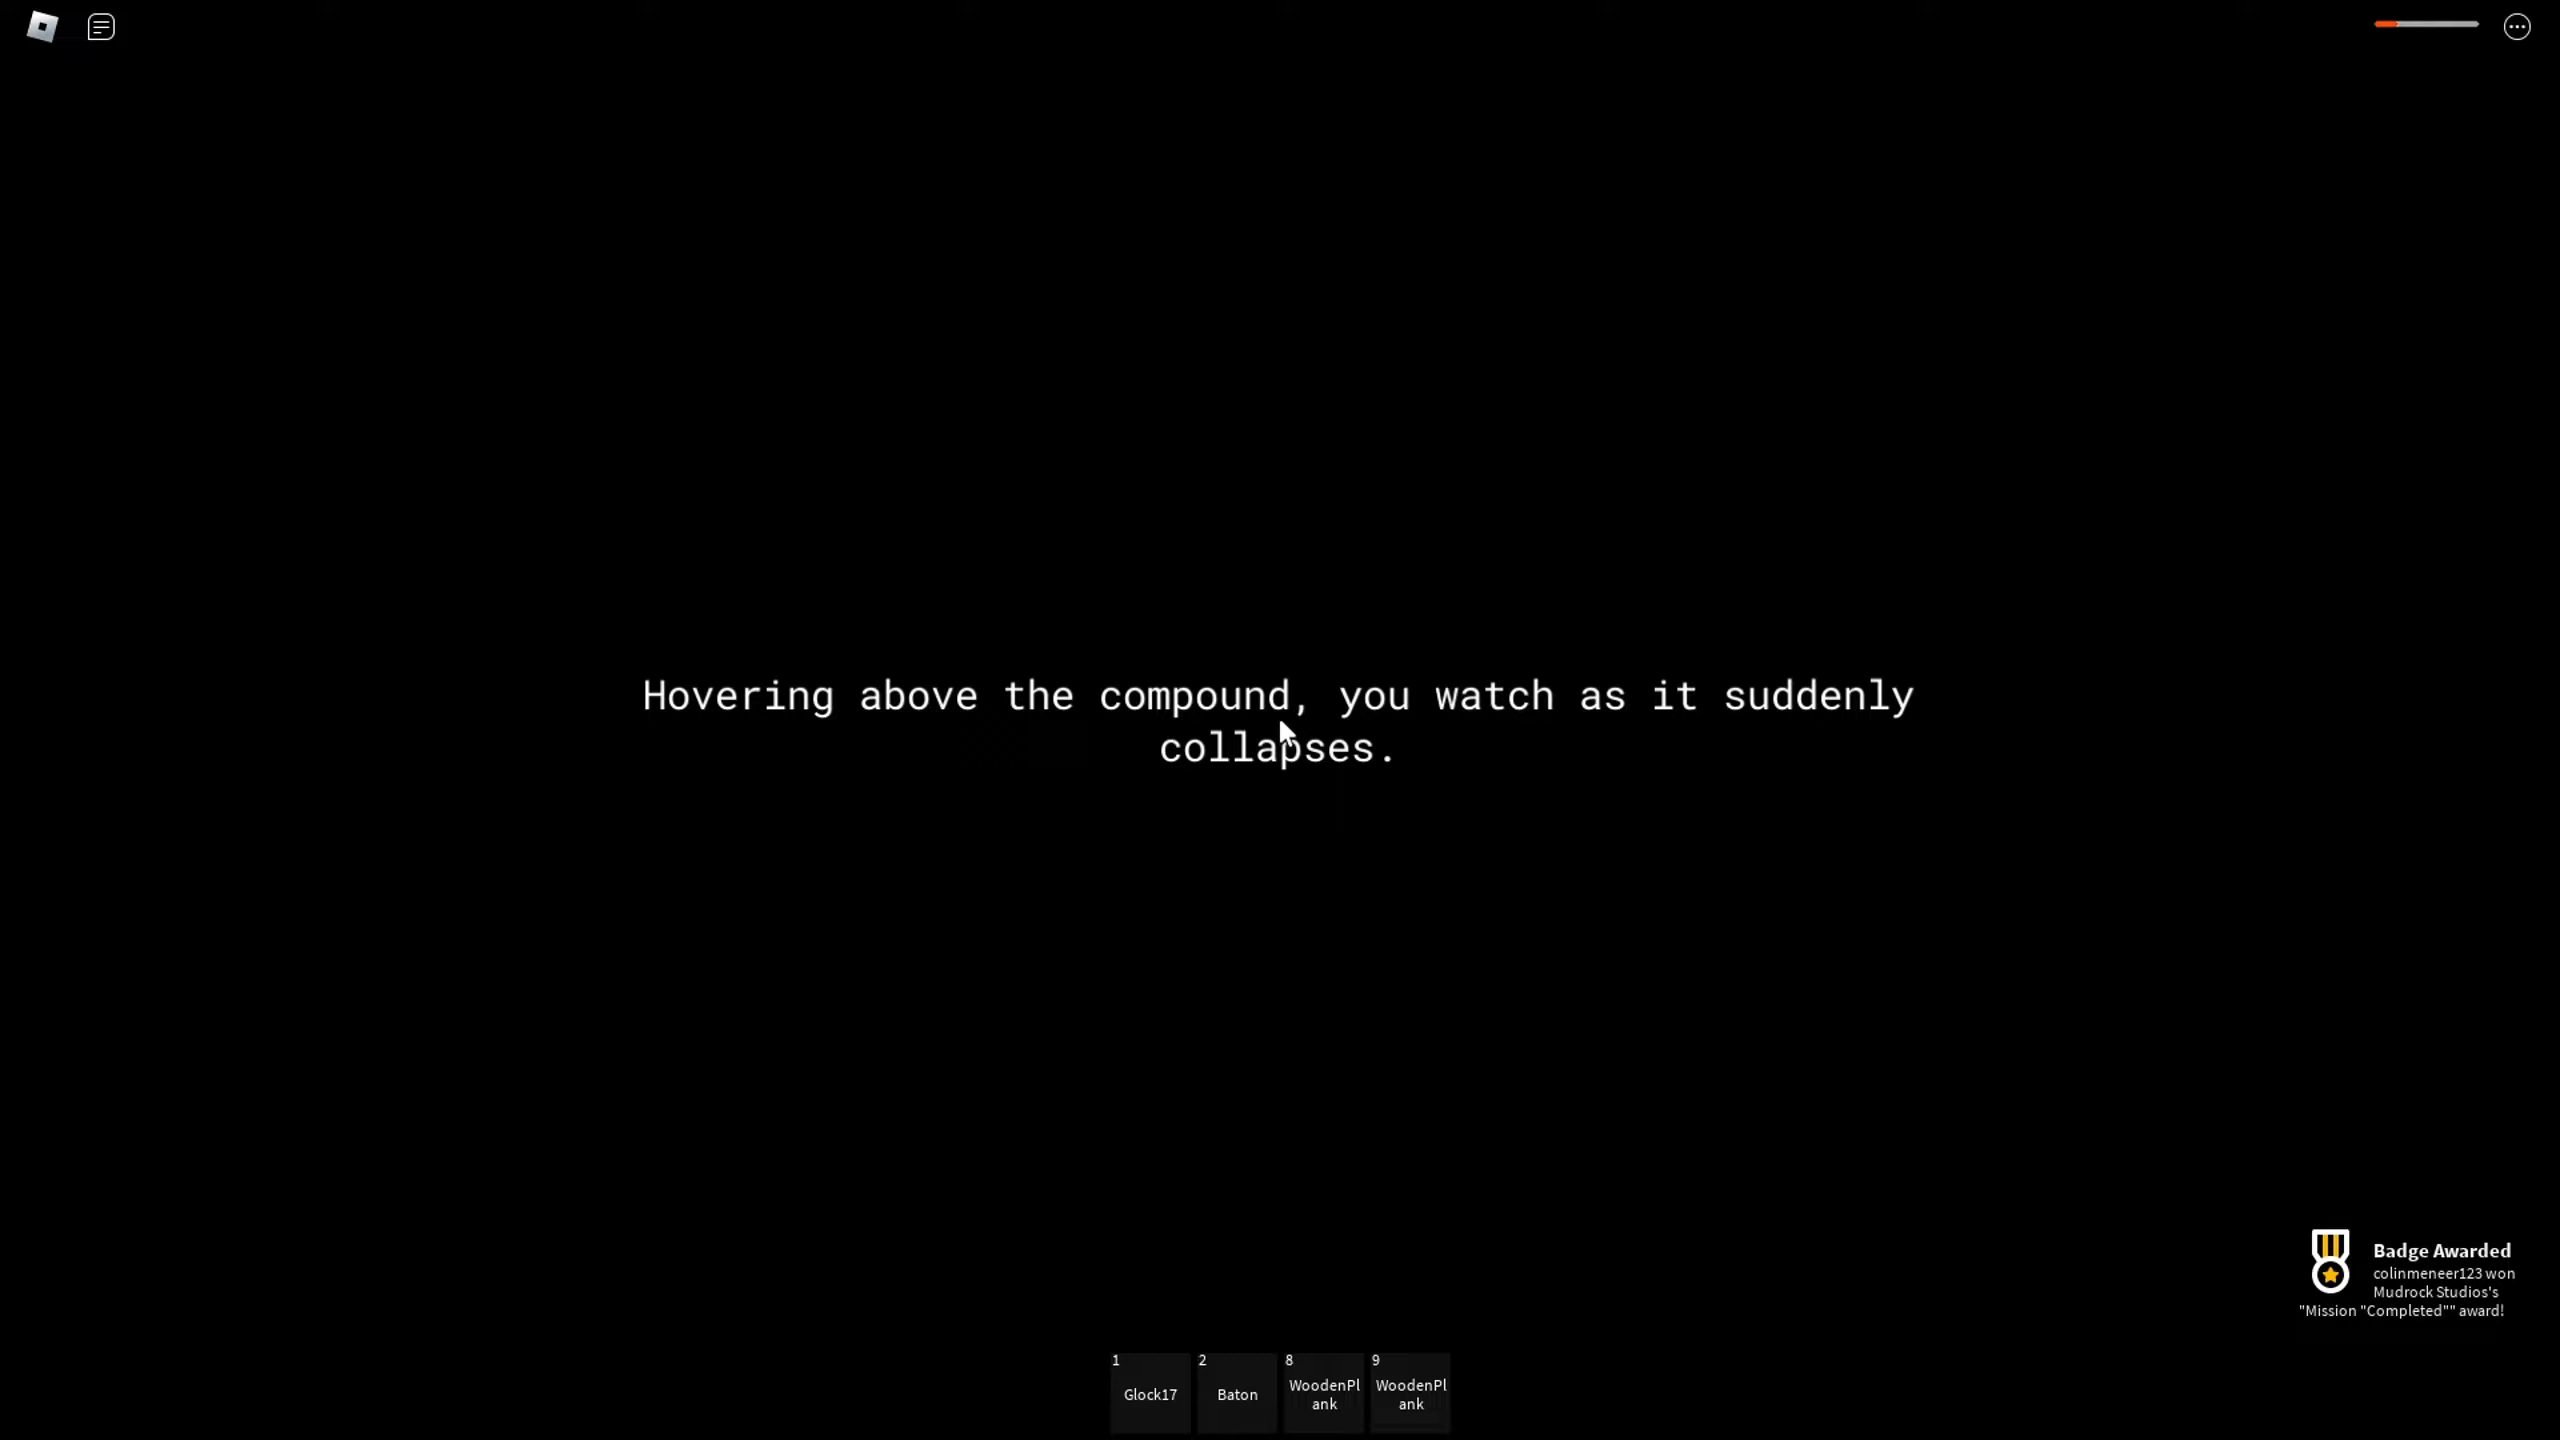 Hovering above the compound, you watch as it suddenly
collapses.
Badge Awarded
colinmeneer123 won
Mudrock Studios's
"Mission "Completed"" award!
1
Glock17
2
Baton
8
WoodenPl
ank
9
WoodenPl
ank